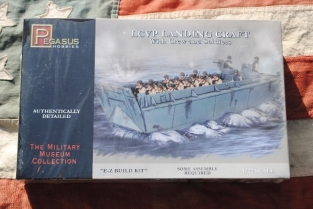 PEGASUS
HOBBIES
LCVP LANDING CRAFT
With Crew and Soldiers
AUTHENTICALLY
DETAILED
THE MILITARY
MUSEUM
COLLECTION
"E-Z BUILD KIT"
SOME ASSEMBLY
REQUIRED